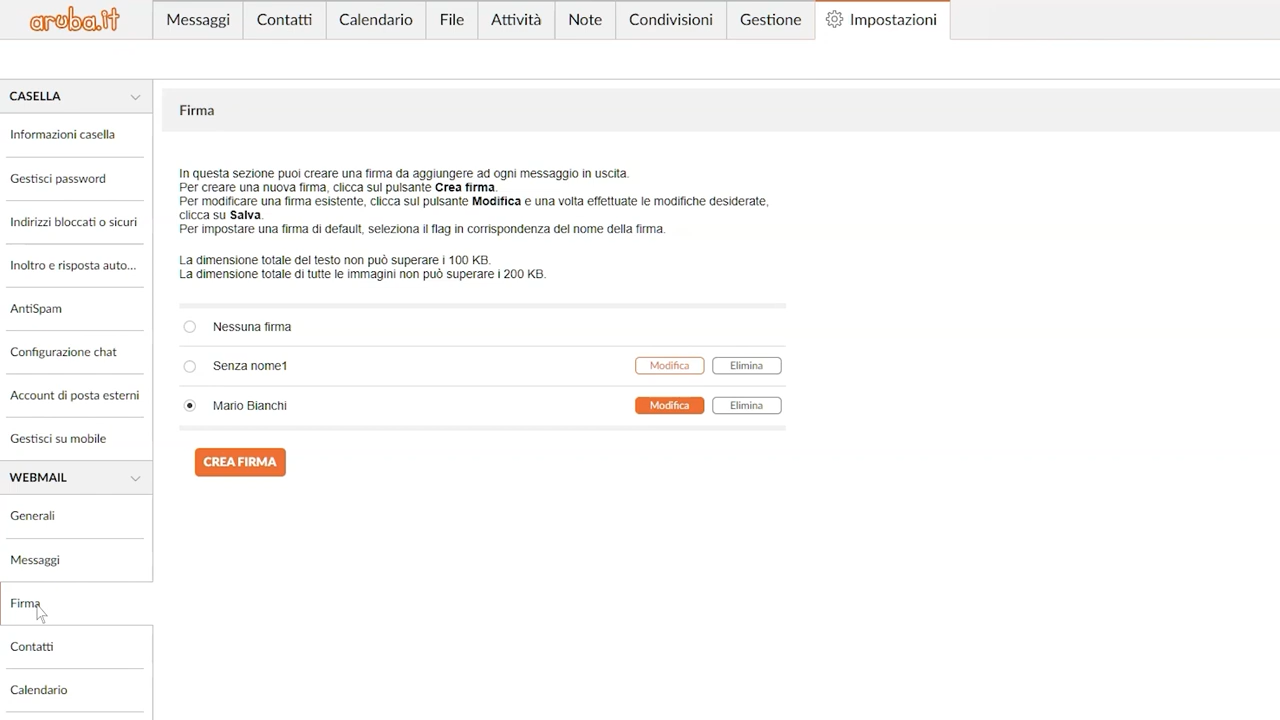 aruba.it
Messaggi
Contatti
Calendario
File
Attività
Note
Condivisioni
Gestione
Impostazioni
CASELLA
Informazioni casella
Gestisci password
Indirizzi bloccati o sicuri
Inoltro e risposta auto...
AntiSpam
Configurazione chat
Account di posta esterni
Gestisci su mobile
WEBMAIL
Generali
Messaggi
Firma
Contatti
Calendario
Firma
In questa sezione puoi creare una firma da aggiungere ad ogni messaggio in uscita.
Per creare una nuova firma, clicca sul pulsante Crea firma.
Per modificare una firma esistente, clicca sul pulsante Modifica e una volta effettuate le modifiche desiderate,
clicca su Salva.
Per impostare una firma di default, seleziona il flag in corrispondenza del nome della firma.
La dimensione totale del testo non può superare i 100 KB.
La dimensione totale di tutte le immagini non può superare i 200 KB.
Nessuna firma
Senza nome1 Modifica Elimina
Mario Bianchi Modifica Elimina
CREA FIRMA